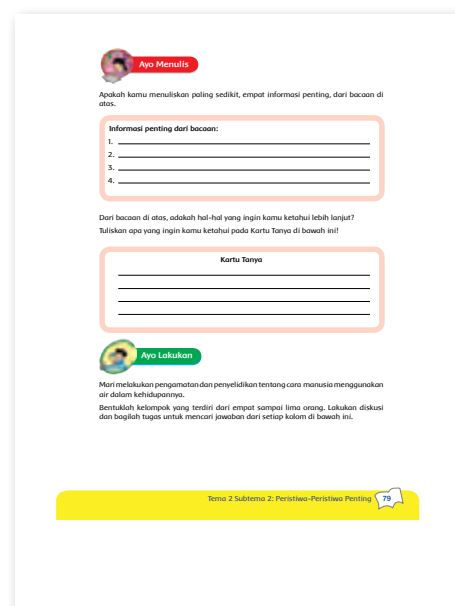 Ayo Menulis
Apakah kamu menuliskan paling sedikit, empat informasi penting, dari bacaan di
atas.
Informasi penting dari bacaan:
1.
2.
3.
4.
Dari bacaan di atas, adakah hal-hal yang ingin kamu ketahui lebih lanjut?
Tuliskan apa yang ingin kamu ketahui pada Kartu Tanya di bawah ini!
Kartu Tanya
Ayo Lakukan
Mari melakukan pengamatan dan penyelidikan tentang cara manusia menggunakan
air dalam kehidupannya.
Bentuklah kelompok yang terdiri dari empat sampai lima orang. Lakukan diskusi
dan bagilah tugas untuk mencari jawaban dari setiap kolom di bawah ini.
Tema 2 Subtema 2: Peristiwa-Peristiwa Penting 79